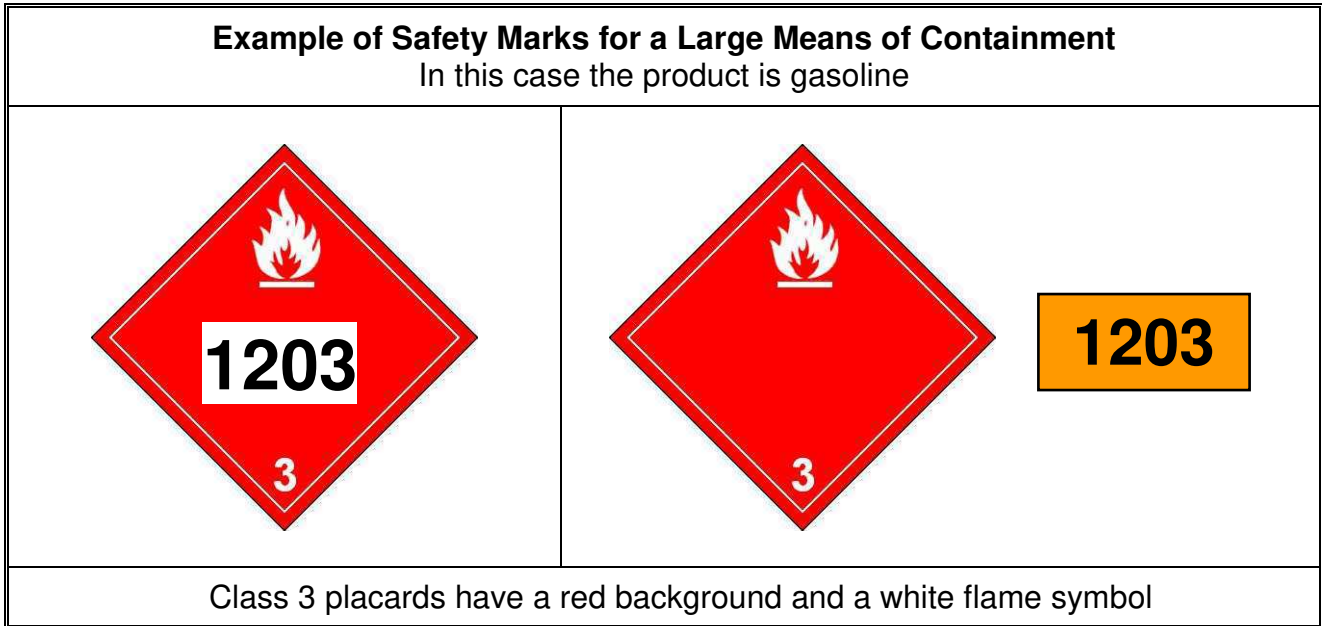 Example of Safety Marks for a Large Means of Containment
In this case the product is gasoline
1203
3
1203
3
Class 3 placards have a red background and a white flame symbol